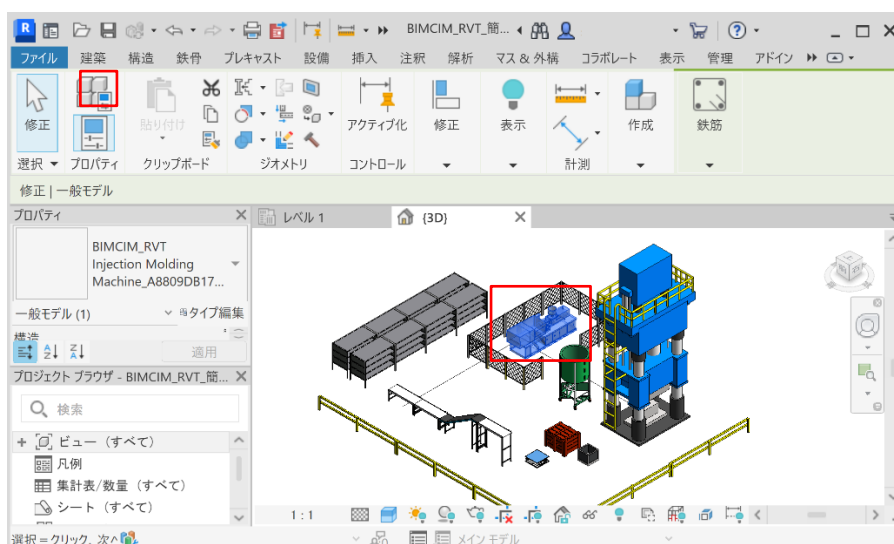 BIMCIM_RVT_簡...
ファイル 建築 構造 鉄骨 プレキャスト 設備 挿入 注釈 解析 マス & 外構 コラボレート 表示 管理 アドイン
修正 貼り付け アクティブ化 修正 表示 作成 鉄筋
選択 プロパティ クリップボード ジオメトリ コントロール 計測
修正 | 一般モデル
プロパティ
レベル 1
{3D}
BIMCIM_RVT
Injection Molding
Machine_A8809DB17...
一般モデル (1)
タイプ編集
構造
適用
プロジェクト ブラウザ - BIMCIM_RVT_簡...
検索
ビュー (すべて)
凡例
集計表/数量 (すべて)
シート (すべて)
1 : 1
選択 = クリック, 次へ
メイン モデル